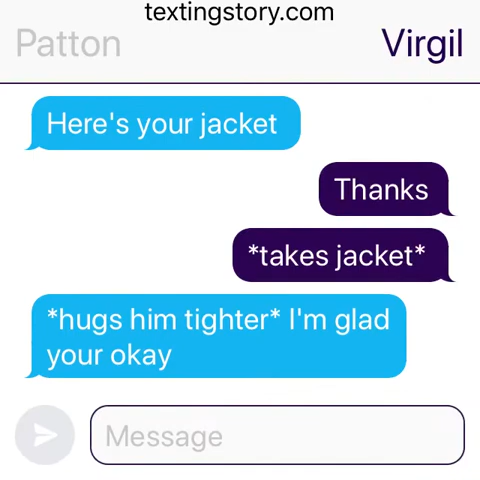 textingstory.com
Patton
Virgil
Here's your jacket
Thanks
*takes jacket*
*hugs him tighter* I'm glad
your okay
Message